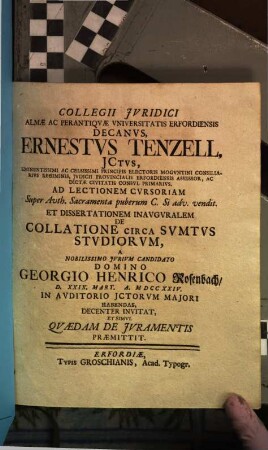 COLLEGII JVRIDICI
ALMÆ AC PERANTIQVÆ VNIVERSITATIS ERFORDIENSIS
DECANVS,
ERNESTVS TENZELL,
JCTVS,
EMINENTISSIMI AC CELSISSIMI PRINCIPIS ELECTORIS MOGVNTINI CONSILIA-
RIVS REGIMINIS, JVDICII PROVINCIALIS ERFORDIENSIS ASSESSOR, AC
DICTÆ CIVITATIS CONSVL PRIMARIVS,
AD LECTIONEM CVRSORIAM
Super Auth. Sacramenta puberum C. Si adv. vendit.
ET DISSERTATIONEM INAVGVRALEM
DE
COLLATIONE CIRCA SVMTVS
STVDIORVM,
A
NOBILISSIMO JVRIVM CANDIDATO
DOMINO
GEORGIO HENRICO Rosenbach/
D. XXIX. MART. A. MDCCXXIV.
IN AVDITORIO JCTORVM MAJORI
HABENDAS,
DECENTER INVITAT,
ET SIMVL
QVÆDAM DE JVRAMENTIS
PRÆMITTIT.
ERFORDIÆ,
TYPIS GROSCHIANIS, Acad. Typogr.